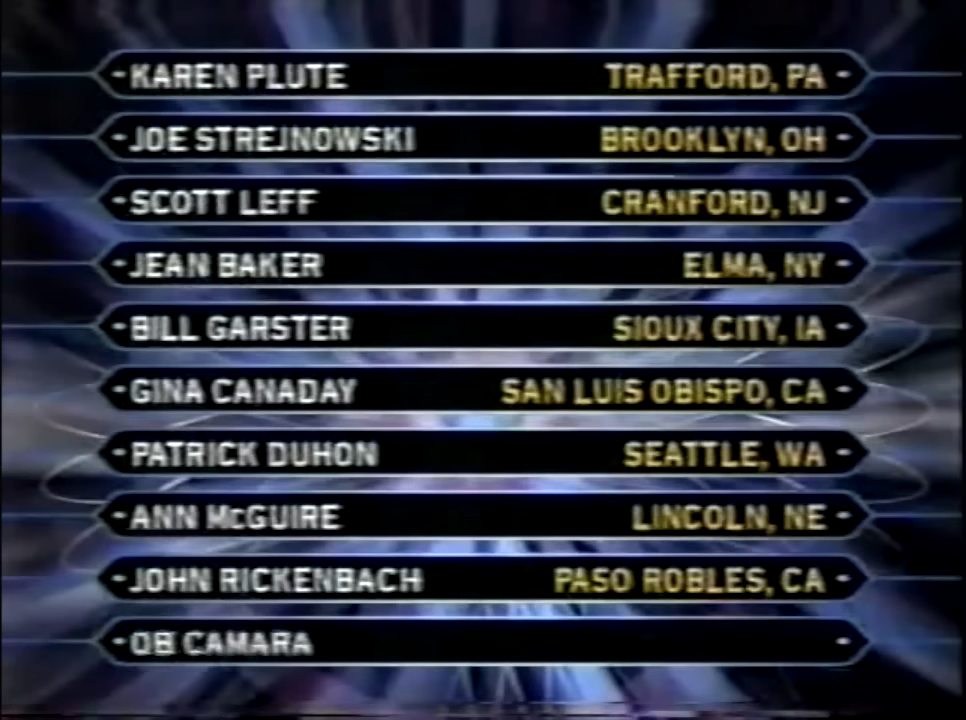 KAREN PLUTE TRAFFORD, PA
JOE STREJNOWSKI BROOKLYN, OH
SCOTT LEFF CRANFORD, NJ
JEAN BAKER ELMA, NY
BILL GARSTER SIOUX CITY, IA
GINA CANADAY SAN LUIS OBISPO, CA
PATRICK DUHON SEATTLE, WA
ANN McGUIRE LINCOLN, NE
JOHN RICKENBACH PASO ROBLES, CA
OB CAMARA